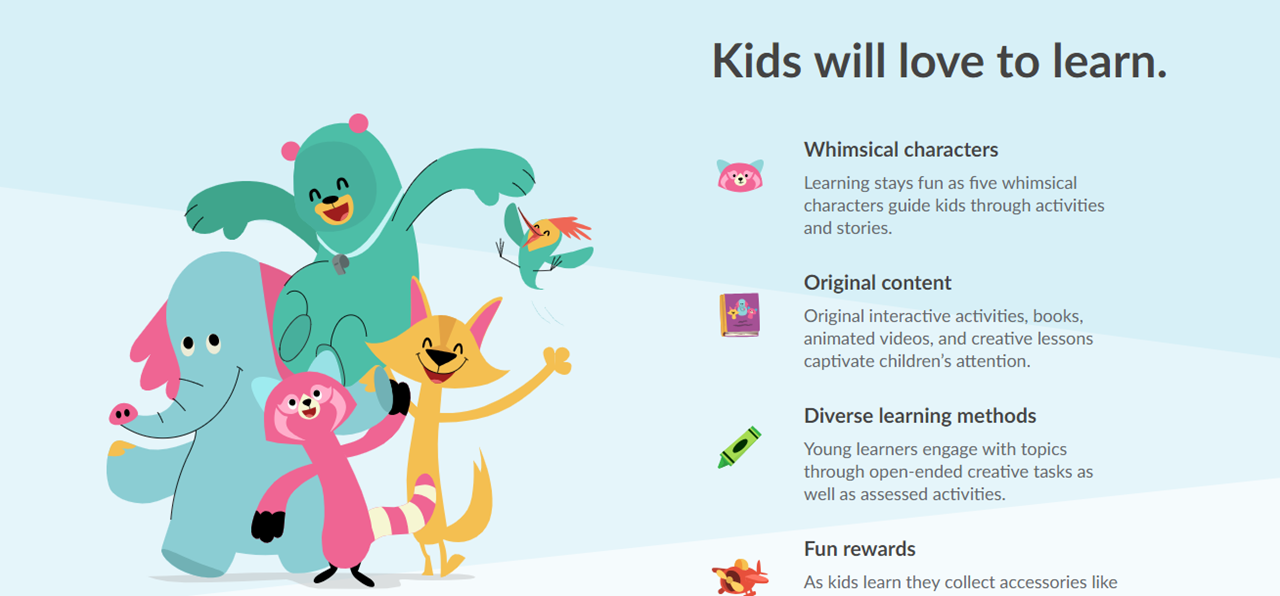 Kids will love to learn.
Whimsical characters
Learning stays fun as five whimsical
characters guide kids through activities
and stories.
Original content
Original interactive activities, books,
animated videos, and creative lessons
captivate children’s attention.
Diverse learning methods
Young learners engage with topics
through open-ended creative tasks as
well as assessed activities.
Fun rewards
As kids learn they collect accessories like